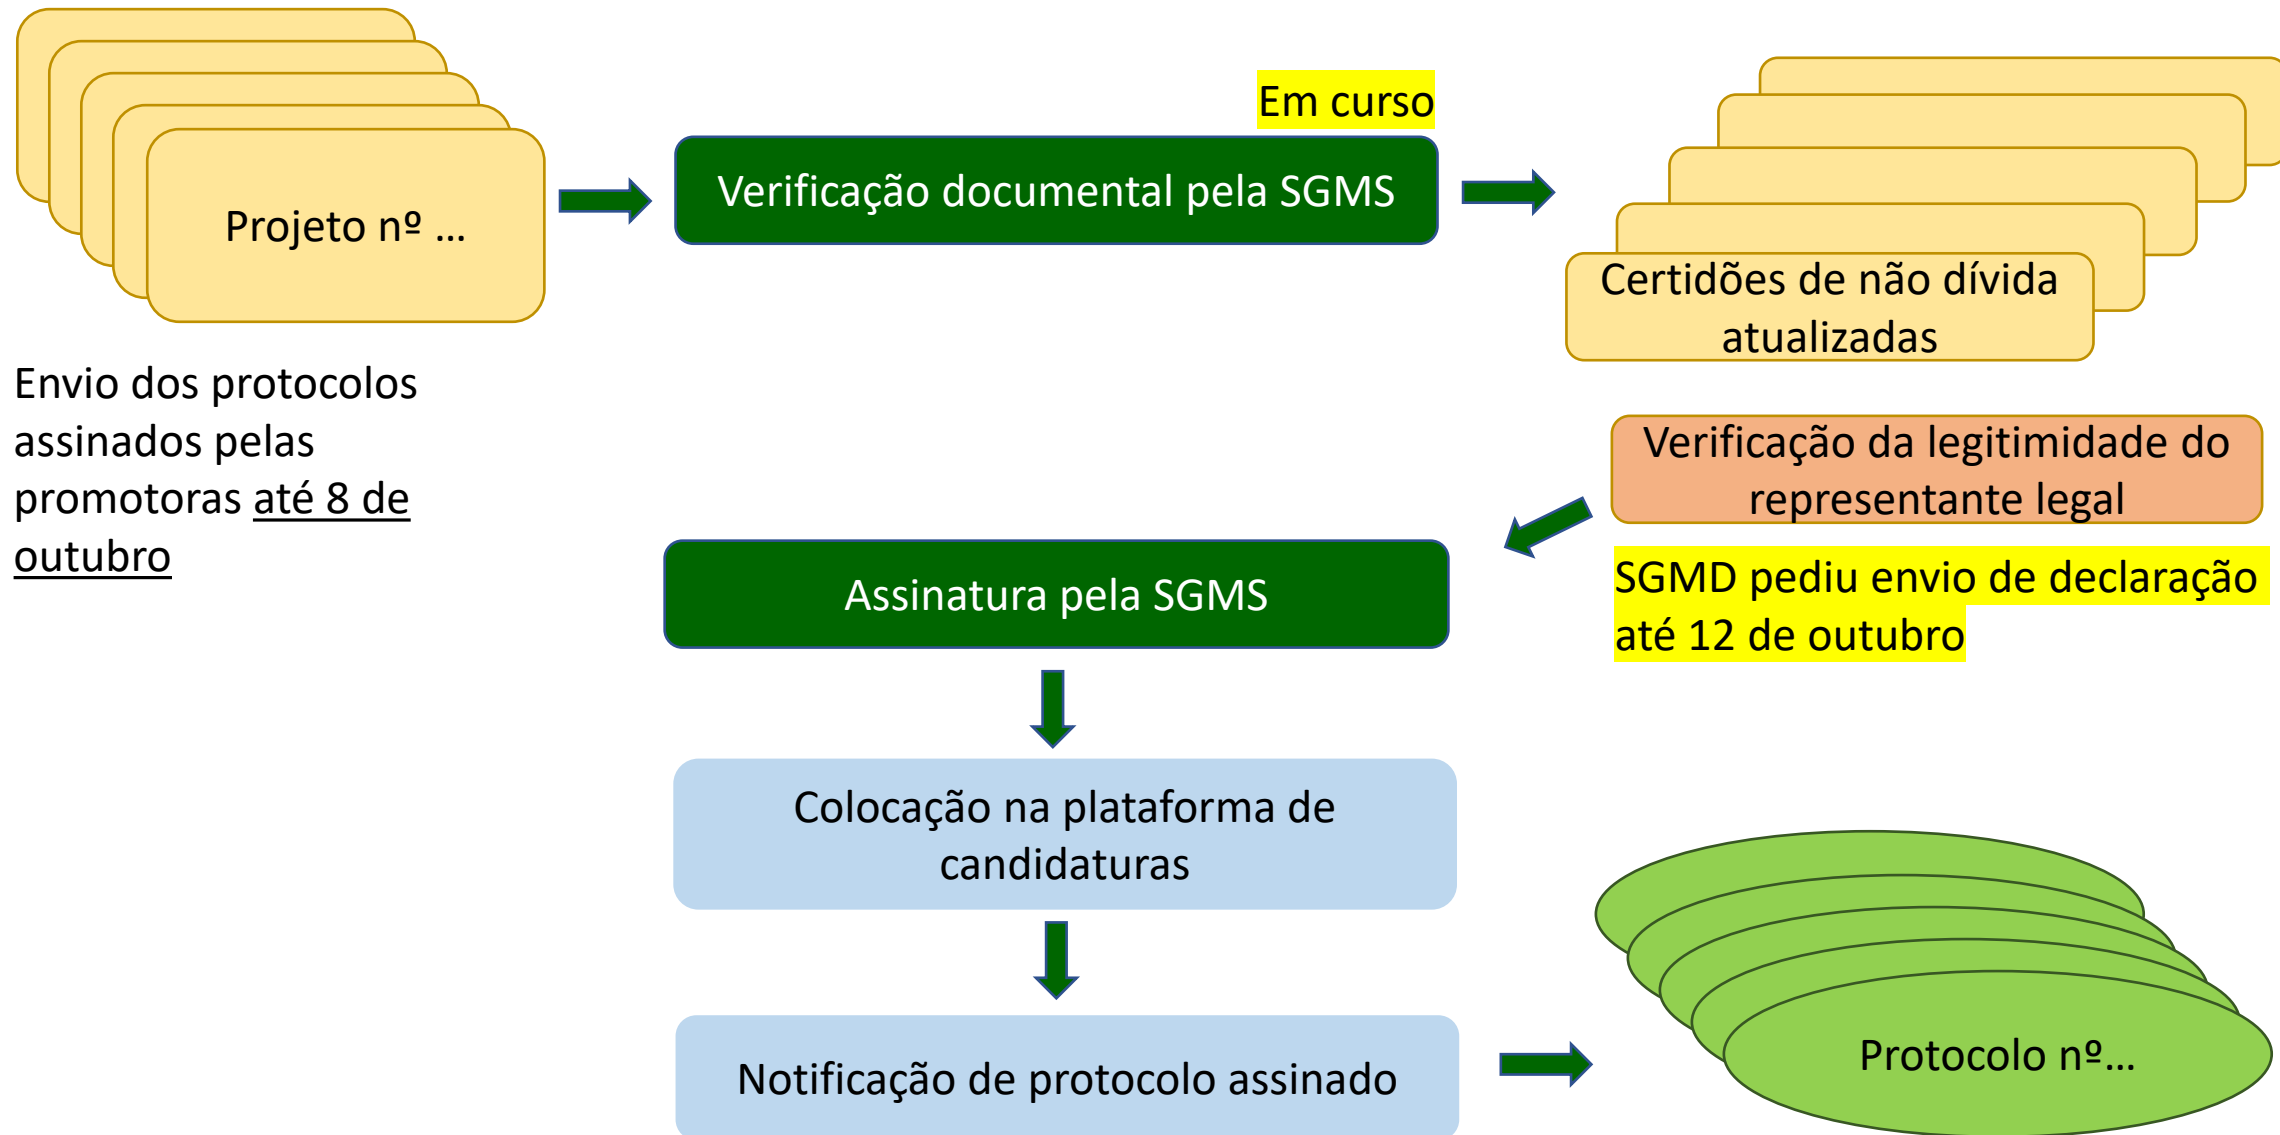 Projeto nº ...
Envio dos protocolos
assinados pelas
promotoras até 8 de
outubro
Em curso
Verificação documental pela SGMS
Certidões de não dívida
atualizadas
Verificação da legitimidade do
representante legal
SGMD pediu envio de declaração
até 12 de outubro
Assinatura pela SGMS
Colocação na plataforma de
candidaturas
Notificação de protocolo assinado
Protocolo nº...